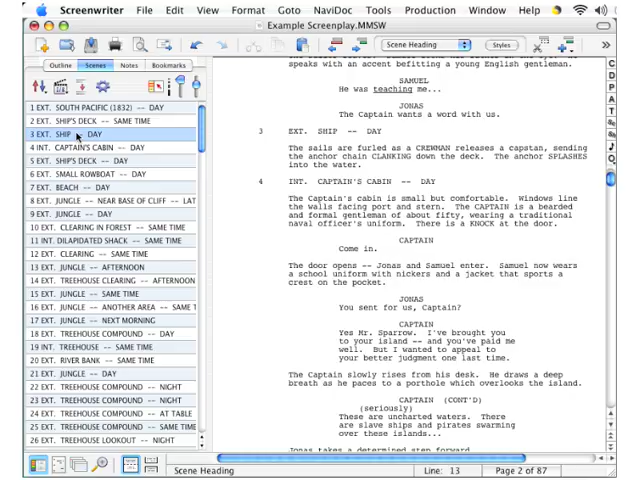 Screenwriter File Edit View Format GoTo NaviDoc Tools Production Window Help
Example Screenplay.MMSW
Scene Heading
Styles
Outline Scenes Notes Bookmarks
1 EXT. SOUTH PACIFIC (1832) -- DAY
2 EXT. SHIP'S DECK -- SAME TIME
3 EXT. SHIP -- DAY
4 INT. CAPTAIN'S CABIN -- DAY
5 EXT. SHIP'S DECK -- DAY
6 EXT. SMALL ROWBOAT -- DAY
7 EXT. BEACH -- DAY
8 EXT. JUNGLE -- NEAR BASE OF CLIFF -- LAT
9 EXT. JUNGLE -- DAY
10 EXT. CLEARING IN FOREST -- SAME TIME
11 INT. DILAPIDATED SHACK -- SAME TIME
12 EXT. CLEARING -- SAME TIME
13 EXT. JUNGLE -- AFTERNOON
14 EXT. TREEHOUSE CLEARING -- AFTERNOON
15 EXT. JUNGLE -- SAME TIME
16 EXT. JUNGLE -- ANOTHER AREA -- SAME T
17 EXT. JUNGLE -- NEXT MORNING
18 EXT. TREEHOUSE COMPOUND -- DAY
19 INT. TREEHOUSE -- SAME TIME
20 EXT. RIVER BANK -- SAME TIME
21 EXT. JUNGLE -- DAY
22 EXT. TREEHOUSE COMPOUND -- NIGHT
23 EXT. TREEHOUSE COMPOUND -- NIGHT
24 EXT. TREEHOUSE COMPOUND -- AT TABLE
25 EXT. TREEHOUSE COMPOUND -- SAME TIME
26 EXT. TREEHOUSE LOOKOUT -- NIGHT
speaks with an accent befitting a young English gentleman.
SAMUEL
He was teaching me...
JONAS
The Captain wants a word with us.
3 EXT. SHIP -- DAY
The sails are furled as a CREWMAN releases a capstan, sending
the anchor chain CLANKING down the deck. The anchor SPLASHES
into the water.
4 INT. CAPTAIN'S CABIN -- DAY
The Captain's cabin is small but comfortable. Windows line
the walls facing port and stern. The CAPTAIN is a bearded
and formal gentleman of about fifty, wearing a traditional
naval officer's uniform. There is a KNOCK at the door.
CAPTAIN
Come in.
The door opens -- Jonas and Samuel enter. Samuel now wears
a school uniform with nickers and a jacket that sports a
crest on the pocket.
JONAS
You sent for us, Captain?
CAPTAIN
Yes Mr. Sparrow. I've brought you
to your island -- and you've paid me
well. But I wanted to appeal to
your better judgment one last time.
The Captain slowly rises from his desk. He draws a deep
breath as he paces to a porthole which overlooks the island.
CAPTAIN (CONT'D)
(seriously)
These are uncharted waters. There
are slave ships and pirates swarming
over these islands...
Jonas takes a determined step forward
C
D
P
A
T
Scene Heading Line: 13 Page 2 of 87